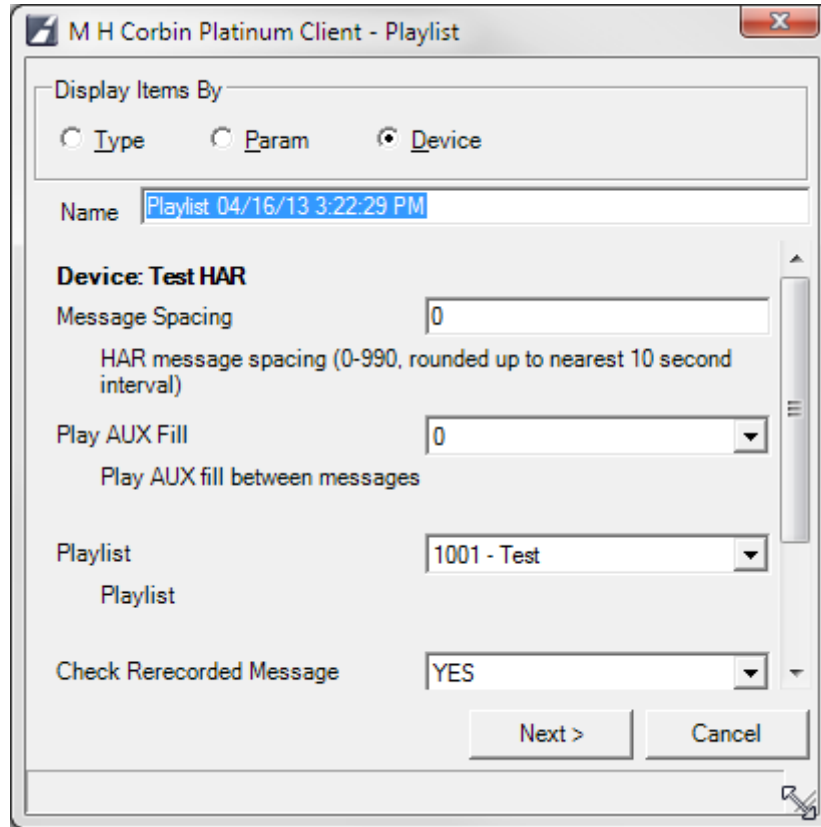 M H Corbin Platinum Client - Playlist
Display Items By
Type Param Device
Name Playlist 04/16/13 3:22:29 PM
Device: Test HAR
Message Spacing 0
HAR message spacing (0-990, rounded up to nearest 10 second
interval)
Play AUX Fill 0
Play AUX fill between messages
Playlist 1001 - Test
Playlist
Check Rerecorded Message YES
Next > Cancel